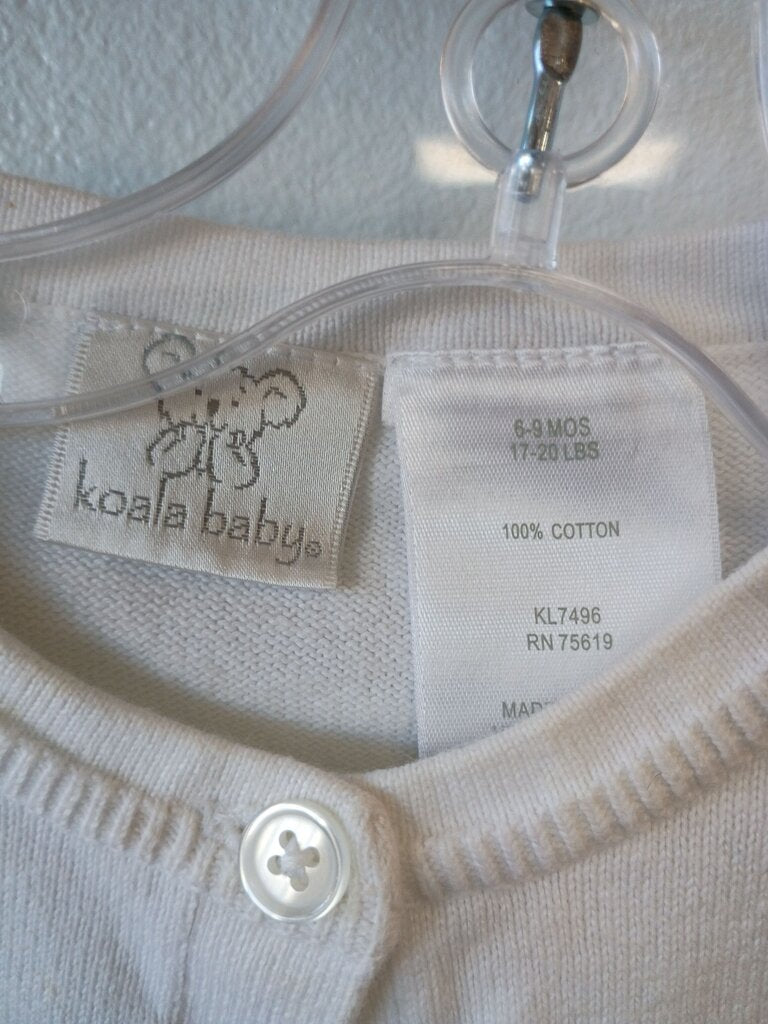 koala baby®
6-9 MOS
17-20 LBS
100% COTTON
KL7496
RN 75619